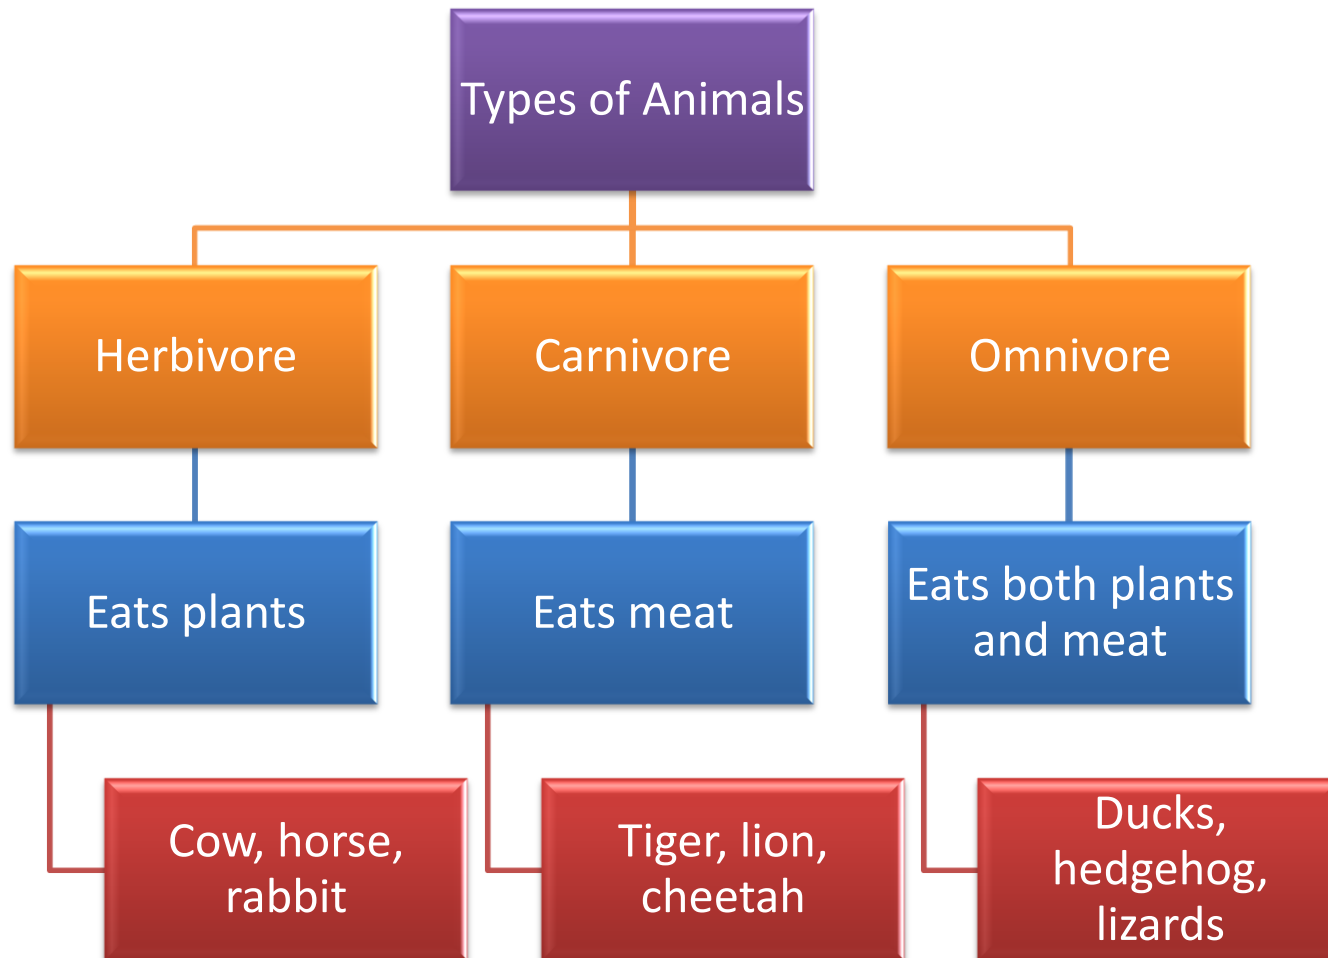 Types of Animals
Herbivore
Carnivore
Omnivore
Eats plants
Eats meat
Eats both plants
and meat
Cow, horse,
rabbit
Tiger, lion,
cheetah
Ducks,
hedgehog,
lizards